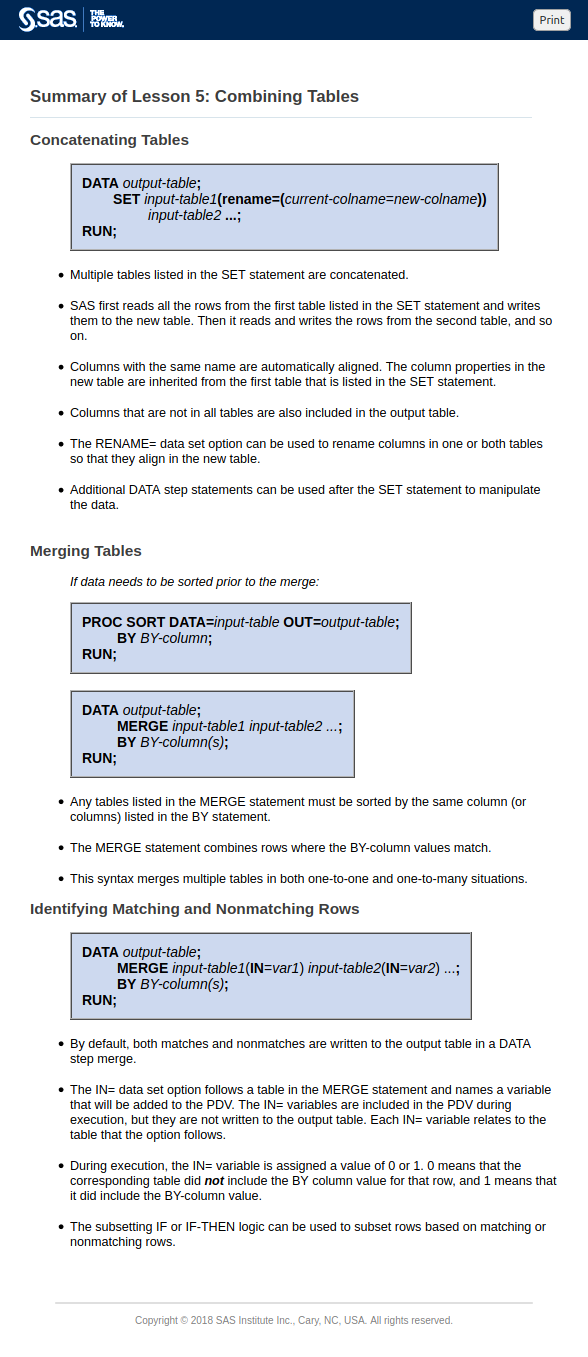 sas. THE
POWER
TO KNOW.
Print
Summary of Lesson 5: Combining Tables
Concatenating Tables
DATA output-table;
SET input-table1(rename=(current-colname=new-colname))
input-table2 ...;
RUN;
• Multiple tables listed in the SET statement are concatenated.
• SAS first reads all the rows from the first table listed in the SET statement and writes
them to the new table. Then it reads and writes the rows from the second table, and so
on.
• Columns with the same name are automatically aligned. The column properties in the
new table are inherited from the first table that is listed in the SET statement.
• Columns that are not in all tables are also included in the output table.
• The RENAME= data set option can be used to rename columns in one or both tables
so that they align in the new table.
• Additional DATA step statements can be used after the SET statement to manipulate
the data.
Merging Tables
If data needs to be sorted prior to the merge:
PROC SORT DATA=input-table OUT=output-table;
BY BY-column;
RUN;
DATA output-table;
MERGE input-table1 input-table2 ...;
BY BY-column(s);
RUN;
• Any tables listed in the MERGE statement must be sorted by the same column (or
columns) listed in the BY statement.
• The MERGE statement combines rows where the BY-column values match.
• This syntax merges multiple tables in both one-to-one and one-to-many situations.
Identifying Matching and Nonmatching Rows
DATA output-table;
MERGE input-table1(IN=var1) input-table2(IN=var2) ...;
BY BY-column(s);
RUN;
• By default, both matches and nonmatches are written to the output table in a DATA
step merge.
• The IN= data set option follows a table in the MERGE statement and names a variable
that will be added to the PDV. The IN= variables are included in the PDV during
execution, but they are not written to the output table. Each IN= variable relates to the
table that the option follows.
• During execution, the IN= variable is assigned a value of 0 or 1. 0 means that the
corresponding table did not include the BY column value for that row, and 1 means that
it did include the BY-column value.
• The subsetting IF or IF-THEN logic can be used to subset rows based on matching or
nonmatching rows.
Copyright © 2018 SAS Institute Inc., Cary, NC, USA. All rights reserved.